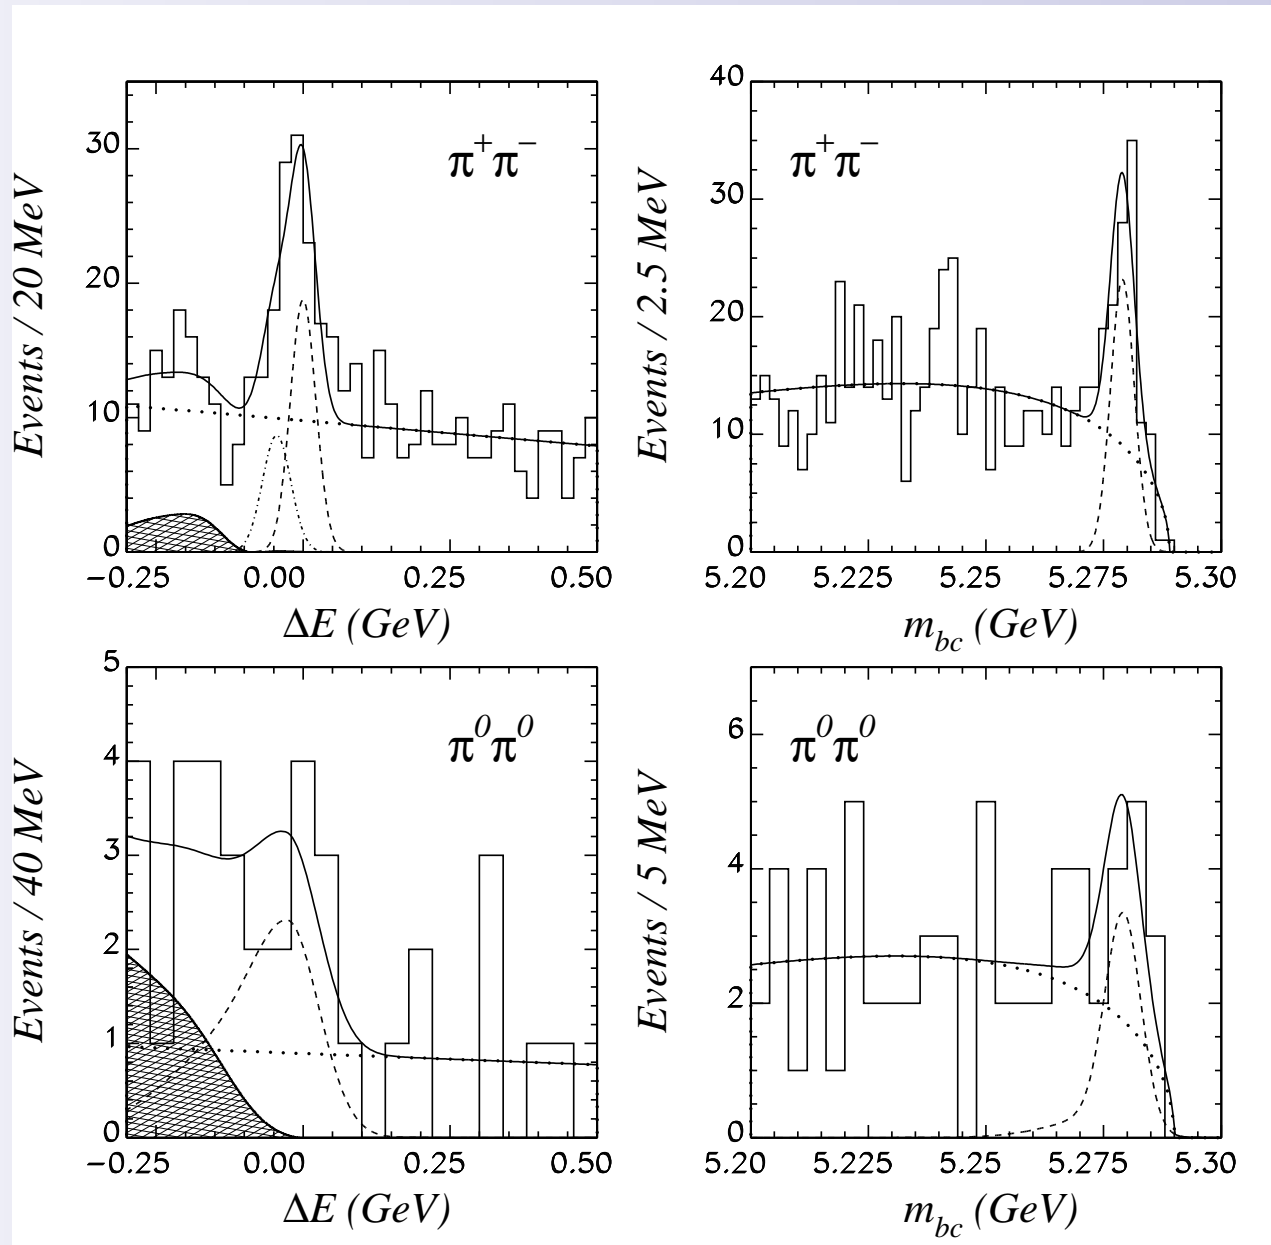 Events / 20 MeV
30
20
10
0
π⁺π⁻
−0.25 0.00 0.25 0.50
ΔE (GeV)
Events / 2.5 MeV
40
30
20
10
0
π⁺π⁻
5.20 5.225 5.25 5.275 5.30
m_bc (GeV)
Events / 40 MeV
5
4
3
2
1
0
π⁰π⁰
−0.25 0.00 0.25 0.50
ΔE (GeV)
Events / 5 MeV
6
4
2
0
π⁰π⁰
5.20 5.225 5.25 5.275 5.30
m_bc (GeV)